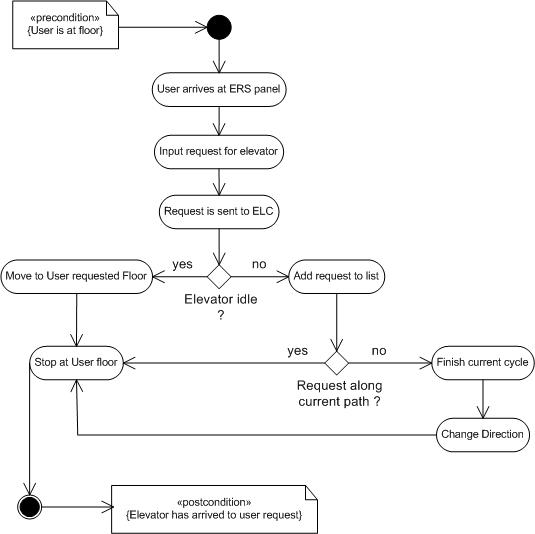 «precondition»
{User is at floor}
User arrives at ERS panel
Input request for elevator
Request is sent to ELC
yes
no
Move to User requested Floor
Add request to list
Elevator idle
?
yes
no
Stop at User floor
Finish current cycle
Request along
current path ?
Change Direction
«postcondition»
{Elevator has arrived to user request}